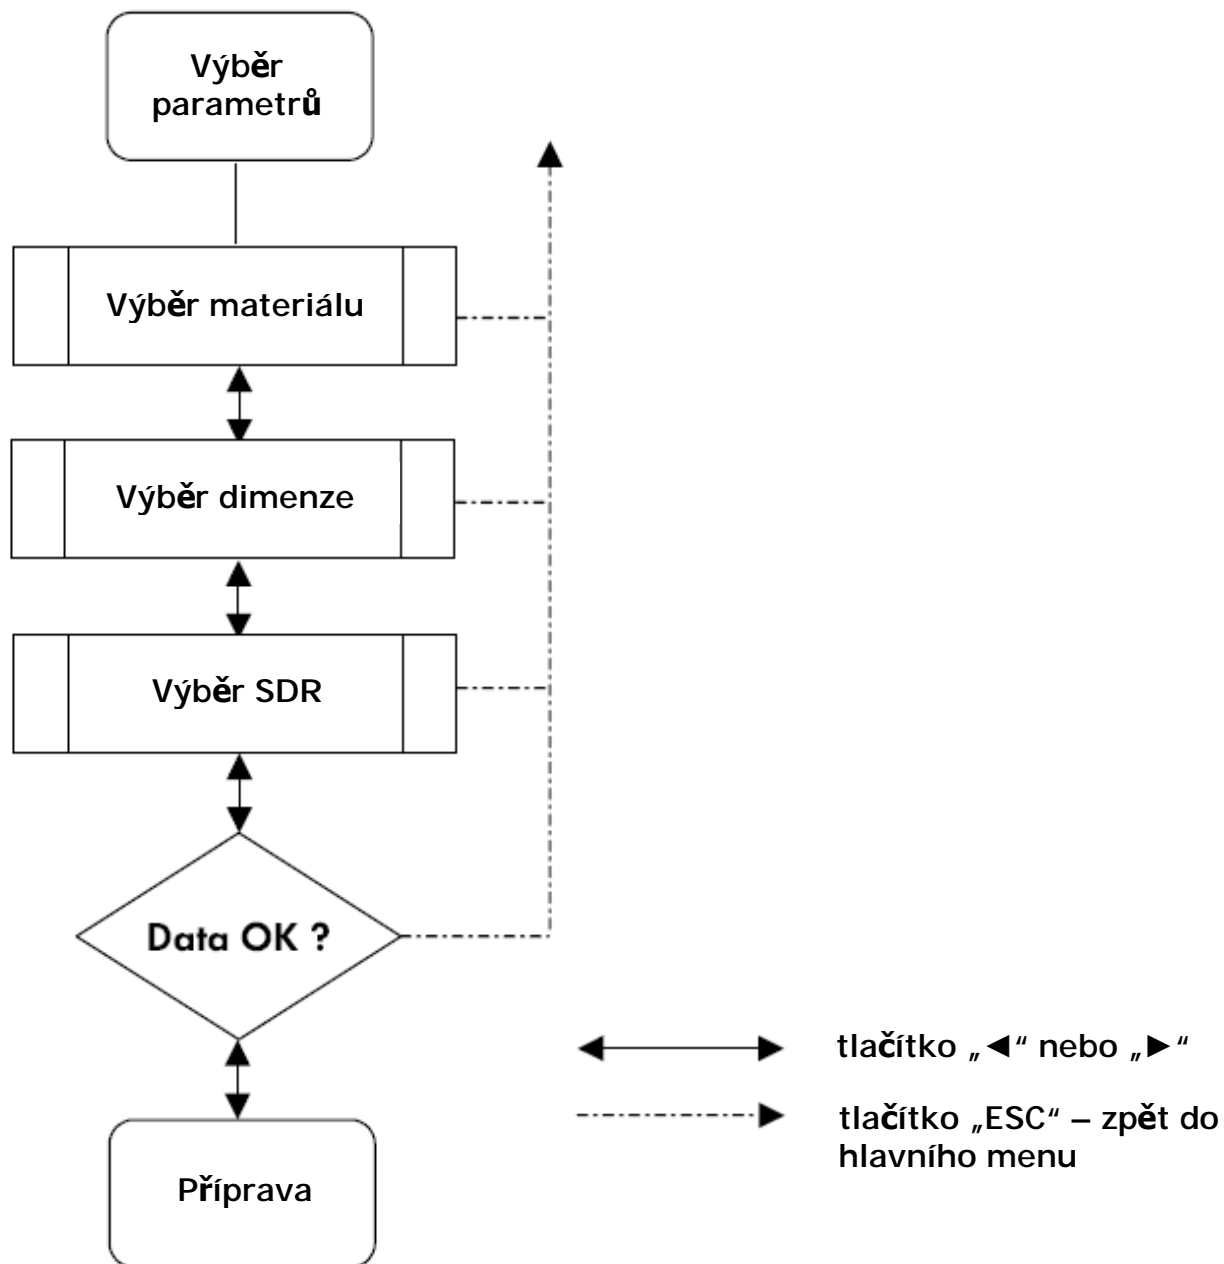 Výběr
parametrů
Výběr materiálu
Výběr dimenze
Výběr SDR
Data OK ?
Příprava
tlačítko „◄“ nebo „►“
tlačítko „ESC“ – zpět do
hlavního menu